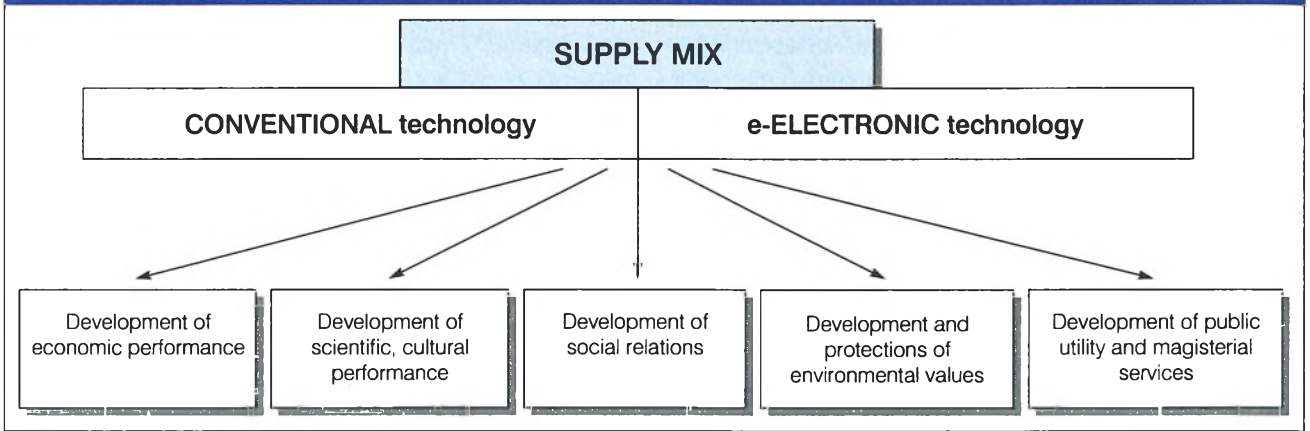 SUPPLY MIX
CONVENTIONAL technology
e-ELECTRONIC technology
Development of
economic performance
Development of
scientific, cultural
performance
Development of
social relations
Development and
protections of
environmental values
Development of public
utility and magisterial
services